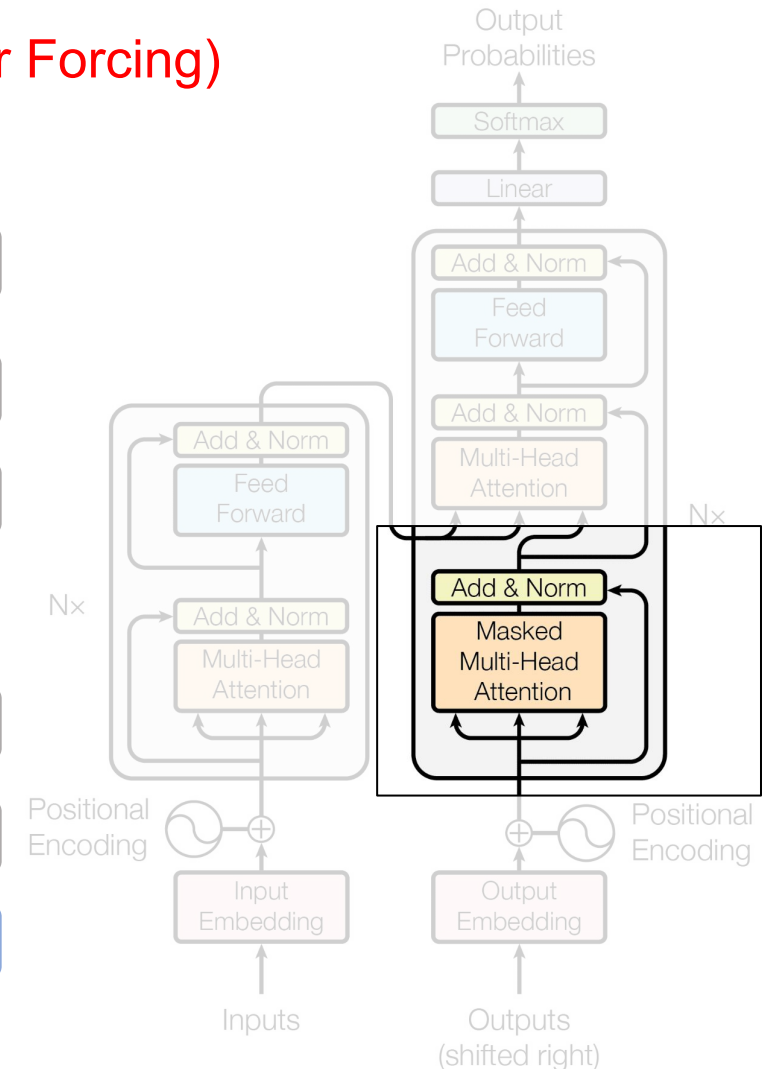 r Forcing)
Output
Probabilities
Softmax
Linear
Add & Norm
Feed
Forward
Add & Norm
Multi-Head
Attention
Nx
Add & Norm
Masked
Multi-Head
Attention
Add & Norm
Feed
Forward
Nx
Add & Norm
Multi-Head
Attention
Positional
Encoding
Positional
Encoding
Input
Embedding
Output
Embedding
Inputs
Outputs
(shifted right)